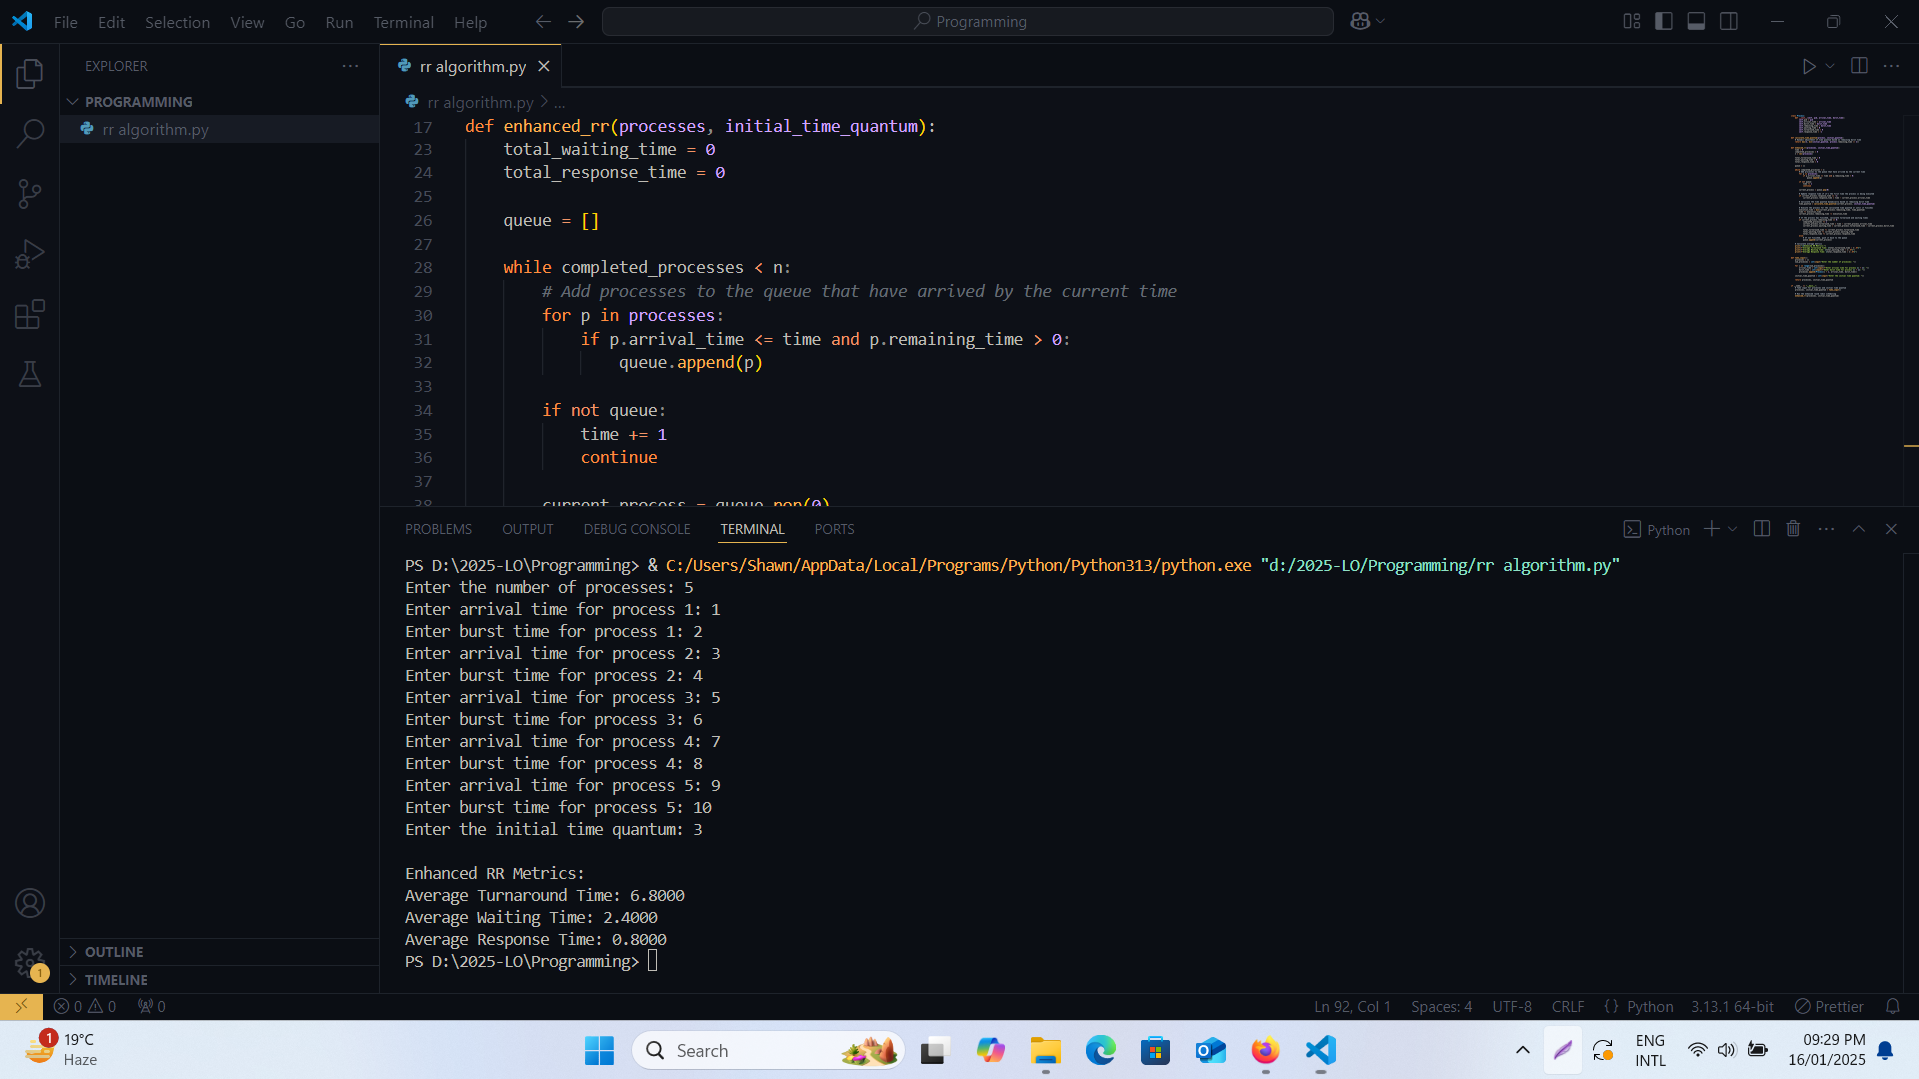 File Edit Selection View Go Run Terminal Help
Programming
EXPLORER
PROGRAMMING
rr algorithm.py
rr algorithm.py
rr algorithm.py > ...
17 def enhanced_rr(processes, initial_time_quantum):
23 total_waiting_time = 0
24 total_response_time = 0
25
26 queue = []
27
28 while completed_processes < n:
29 # Add processes to the queue that have arrived by the current time
30 for p in processes:
31 if p.arrival_time <= time and p.remaining_time > 0:
32 queue.append(p)
33
34 if not queue:
35 time += 1
36 continue
37
38 current_process = queue.pop(0)
PROBLEMS OUTPUT DEBUG CONSOLE TERMINAL PORTS
Python
PS D:\2025-LO\Programming> & C:/Users/Shawn/AppData/Local/Programs/Python/Python313/python.exe "d:/2025-LO/Programming/rr algorithm.py"
Enter the number of processes: 5
Enter arrival time for process 1: 1
Enter burst time for process 1: 2
Enter arrival time for process 2: 3
Enter burst time for process 2: 4
Enter arrival time for process 3: 5
Enter burst time for process 3: 6
Enter arrival time for process 4: 7
Enter burst time for process 4: 8
Enter arrival time for process 5: 9
Enter burst time for process 5: 10
Enter the initial time quantum: 3

Enhanced RR Metrics:
Average Turnaround Time: 6.8000
Average Waiting Time: 2.4000
Average Response Time: 0.8000
PS D:\2025-LO\Programming>
OUTLINE
TIMELINE
1
0 0 0
Ln 92, Col 1 Spaces: 4 UTF-8 CRLF {} Python 3.13.1 64-bit Prettier
1
19°C
Haze
Search
ENG
INTL
09:29 PM
16/01/2025